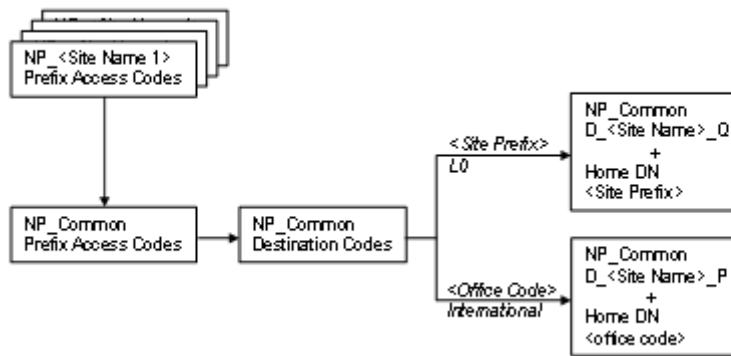 NP_<Site Name 1>
Prefix Access Codes
NP_Common
Prefix Access Codes
NP_Common
Destination Codes
<Site Prefix>
L0
<Office Code>
International
NP_Common
D_<Site Name>_Q
+
Home DN
<Site Prefix>
NP_Common
D_<Site Name>_P
+
Home DN
<office code>